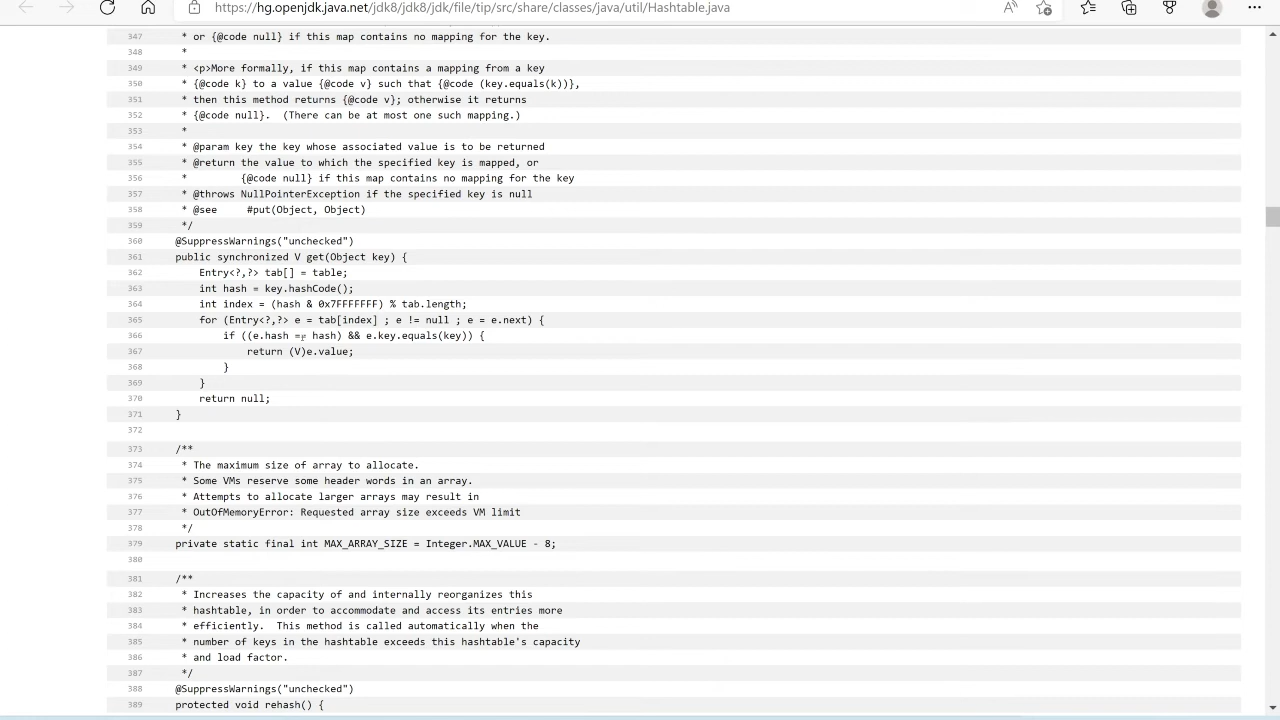 https://hg.openjdk.java.net/jdk8/jdk8/jdk/file/tip/src/share/classes/java/util/Hashtable.java
347 * or {@code null} if this map contains no mapping for the key.
348 *
349 * <p>More formally, if this map contains a mapping from a key
350 * {@code k} to a value {@code v} such that {@code (key.equals(k))},
351 * then this method returns {@code v}; otherwise it returns
352 * {@code null}.  (There can be at most one such mapping.)
353 *
354 * @param key the key whose associated value is to be returned
355 * @return the value to which the specified key is mapped, or
356 *         {@code null} if this map contains no mapping for the key
357 * @throws NullPointerException if the specified key is null
358 * @see     #put(Object, Object)
359 */
360 @SuppressWarnings("unchecked")
361 public synchronized V get(Object key) {
362 Entry<?,?> tab[] = table;
363 int hash = key.hashCode();
364 int index = (hash & 0x7FFFFFFF) % tab.length;
365 for (Entry<?,?> e = tab[index] ; e != null ; e = e.next) {
366 if ((e.hash == hash) && e.key.equals(key)) {
367 return (V)e.value;
368 }
369 }
370 return null;
371 }
372
373 /**
374 * The maximum size of array to allocate.
375 * Some VMs reserve some header words in an array.
376 * Attempts to allocate larger arrays may result in
377 * OutOfMemoryError: Requested array size exceeds VM limit
378 */
379 private static final int MAX_ARRAY_SIZE = Integer.MAX_VALUE - 8;
380
381 /**
382 * Increases the capacity of and internally reorganizes this
383 * hashtable, in order to accommodate and access its entries more
384 * efficiently.  This method is called automatically when the
385 * number of keys in the hashtable exceeds this hashtable's capacity
386 * and load factor.
387 */
388 @SuppressWarnings("unchecked")
389 protected void rehash() {